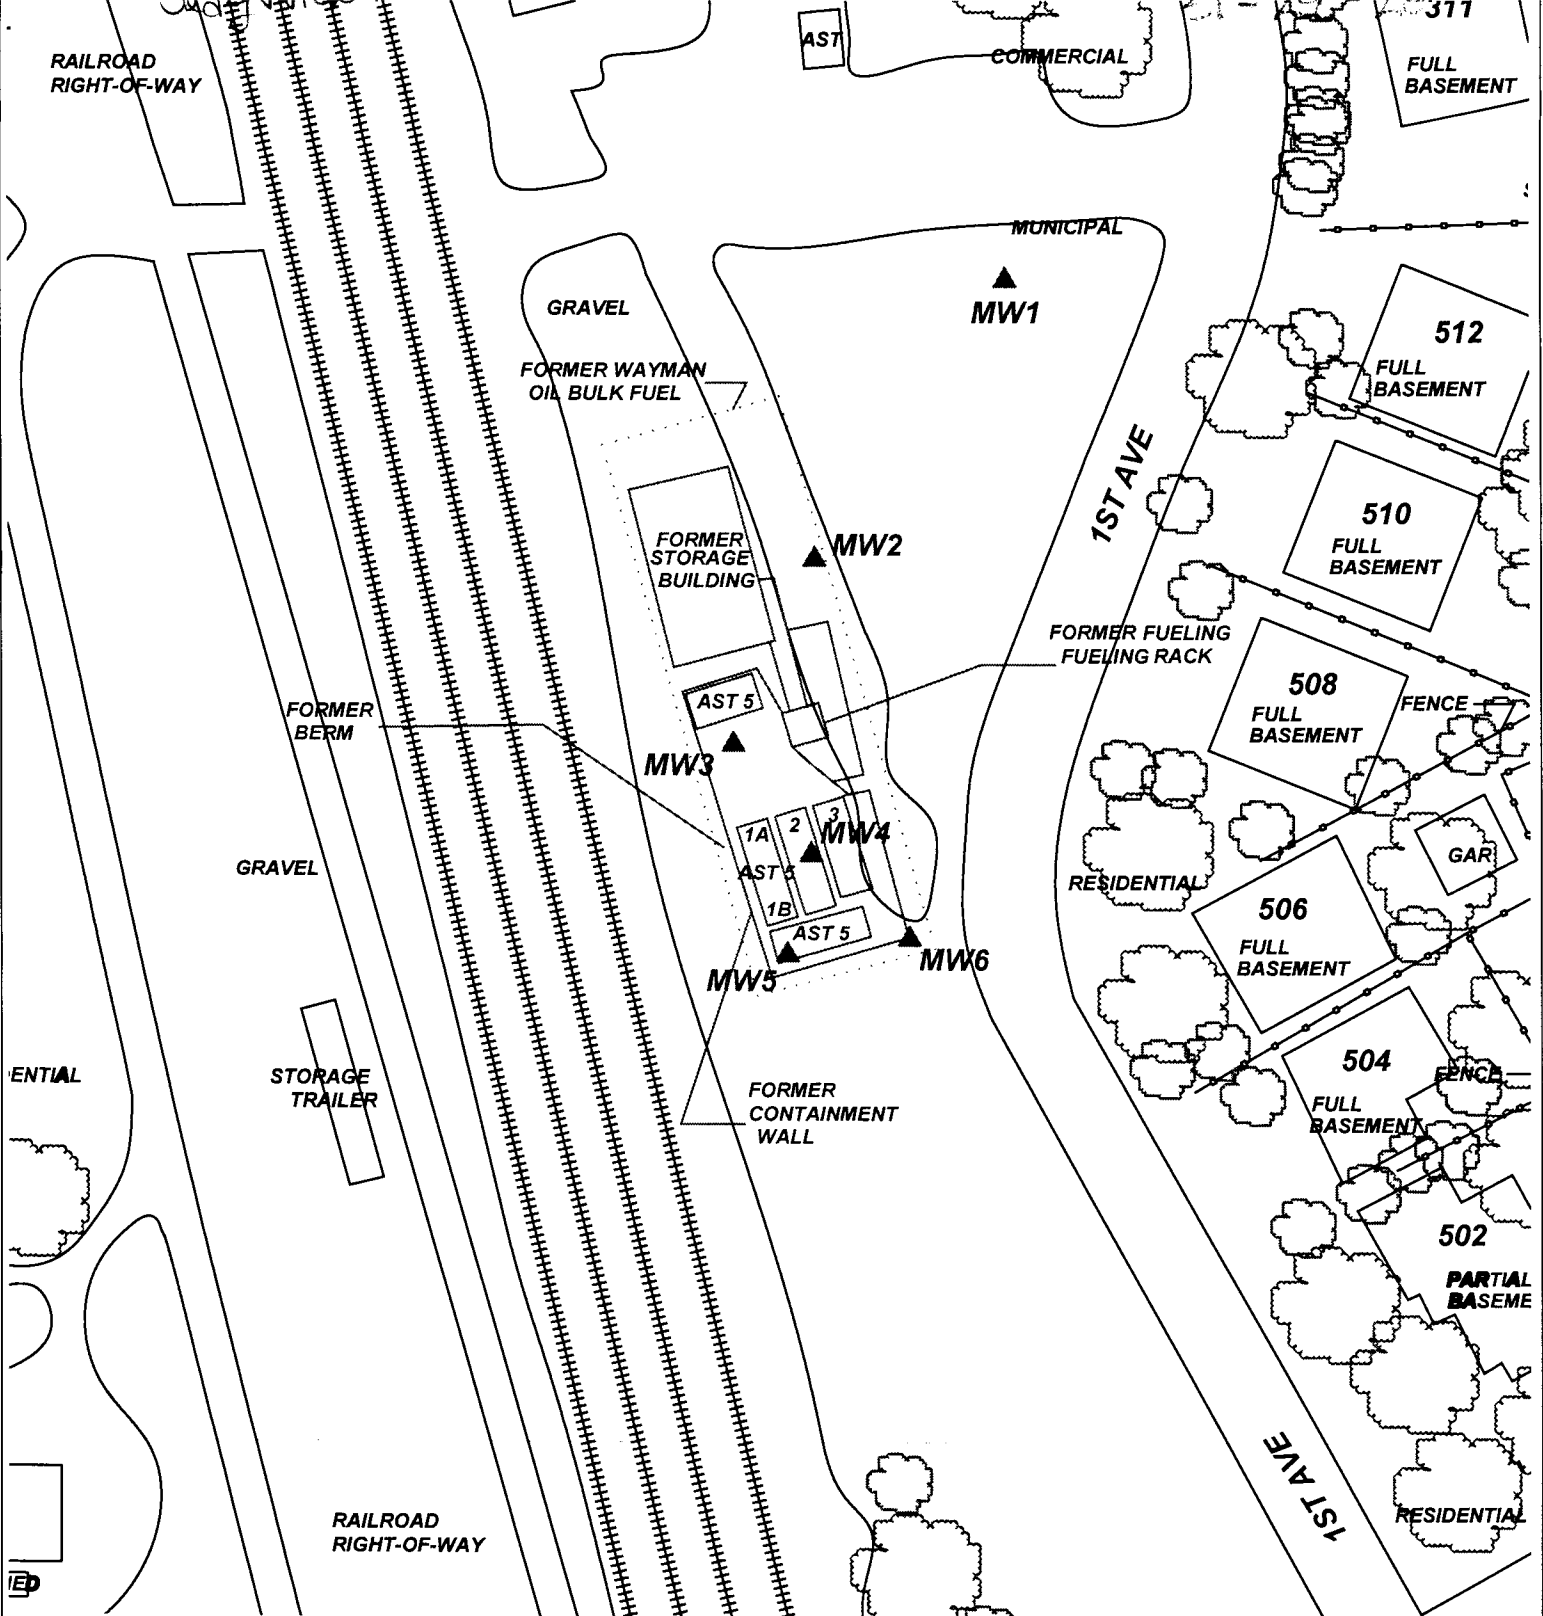 311
AST
COMMERCIAL
RAILROAD
RIGHT-OF-WAY
FULL
BASEMENT
MUNICIPAL
GRAVEL
MW1
512
FULL
BASEMENT
FORMER WAYMAN
OIL BULK FUEL
1ST AVE
510
FULL
BASEMENT
FORMER
STORAGE
BUILDING
MW2
FORMER FUELING
FUELING RACK
508
FULL
BASEMENT
FENCE
AST 5
FORMER
BERM
MW3
1A
2
3
MW4
AST 5
1B
AST 5
GRAVEL
GAR
RESIDENTIAL
506
FULL
BASEMENT
MW5
MW6
504
FULL
BASEMENT
FENCE
ENTIAL
STORAGE
TRAILER
FORMER
CONTAINMENT
WALL
502
PARTIAL
BASEME
1ST AVE
RESIDENTIAL
RAILROAD
RIGHT-OF-WAY